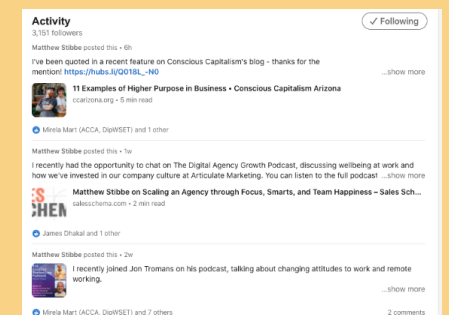 Activity
✓ Following
3,151 followers
Matthew Stibbe posted this • 6h
I've been quoted in a recent feature on Conscious Capitalism's blog - thanks for the
mention! https://hubs.li/Q018L_-N0
...show more
11 Examples of Higher Purpose in Business • Conscious Capitalism Arizona
ccarizona.org • 5 min read
Mirela Mart (ACCA, DipWSET) and 1 other
Matthew Stibbe posted this • 1w
I recently had the opportunity to chat on The Digital Agency Growth Podcast, discussing wellbeing at work and
how we've invested in our company culture at Articulate Marketing. You can listen to the full podcast ...show more
ES
CHEM
Matthew Stibbe on Scaling an Agency through Focus, Smarts, and Team Happiness – Sales Sch...
salesschema.com • 2 min read
James Dhakal and 1 other
Matthew Stibbe posted this • 2w
I recently joined Jon Tromans on his podcast, talking about changing attitudes to work and remote
working.
...show more
Mirela Mart (ACCA, DipWSET) and 7 others
2 comments